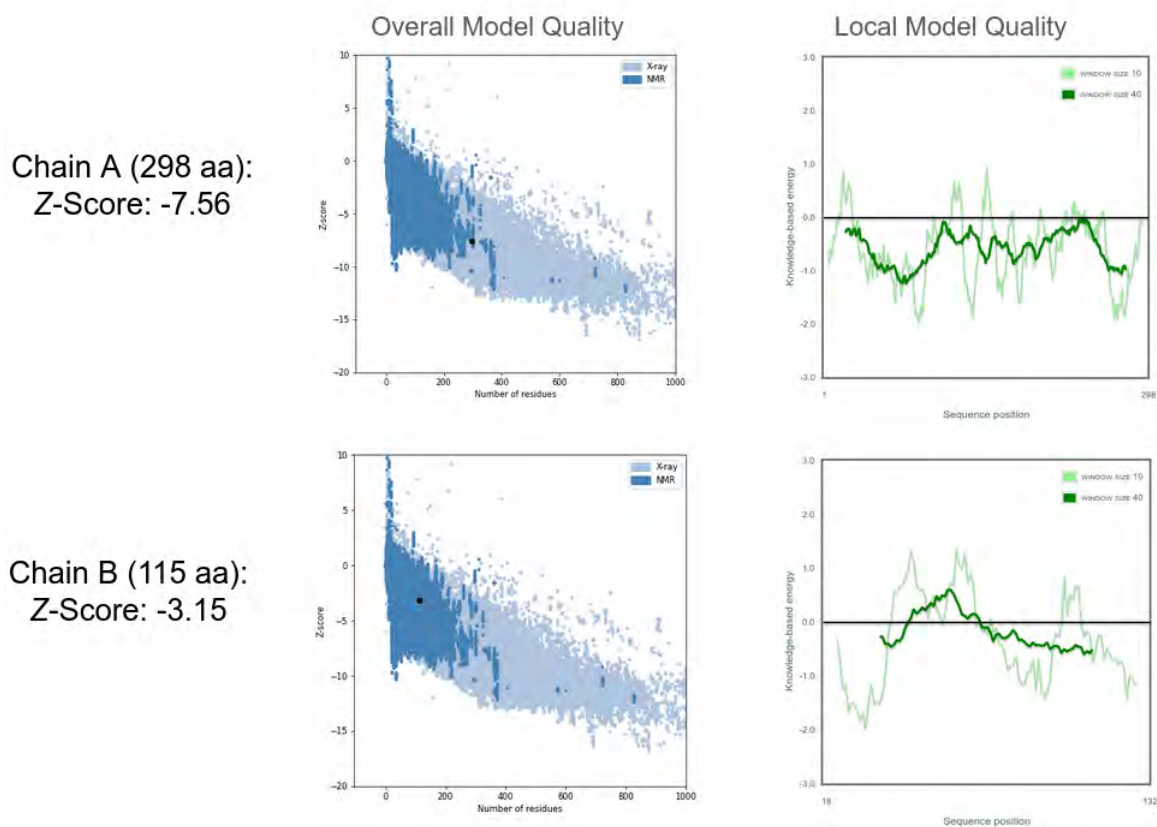 Overall Model Quality
Local Model Quality
Chain A (298 aa):
Z-Score: -7.56
10
5
0
−5
−10
−15
−20
Z-score
X-ray
NMR
0 200 400 600 800 1000
Number of residues
3.0
2.0
1.0
0.0
-1.0
-2.0
-3.0
Knowledge-based energy
WINDOW SIZE 10
WINDOW SIZE 40
1 298
Sequence position
Chain B (115 aa):
Z-Score: -3.15
10
5
0
−5
−10
−15
−20
Z-score
X-ray
NMR
0 200 400 600 800 1000
Number of residues
3.0
2.0
1.0
0.0
-1.0
-2.0
-3.0
Knowledge-based energy
WINDOW SIZE 10
WINDOW SIZE 40
132
Sequence position